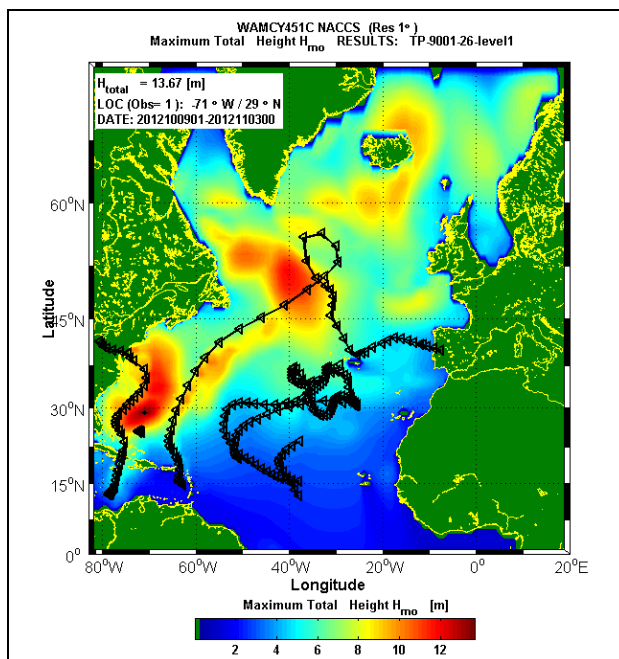 WAMCY451C NACCS (Res 1°)
Maximum Total Height Hmo RESULTS: TP-9001-26-level1
Htotal = 13.67 [m]
LOC (Obs= 1 ): -71 ° W / 29 ° N
DATE: 2012100901-2012110300
60°N
45°N
30°N
15°N
0°
Latitude
80°W 60°W 40°W 20°W 0° 20°E
Longitude
Maximum Total Height Hmo [m]
2 4 6 8 10 12